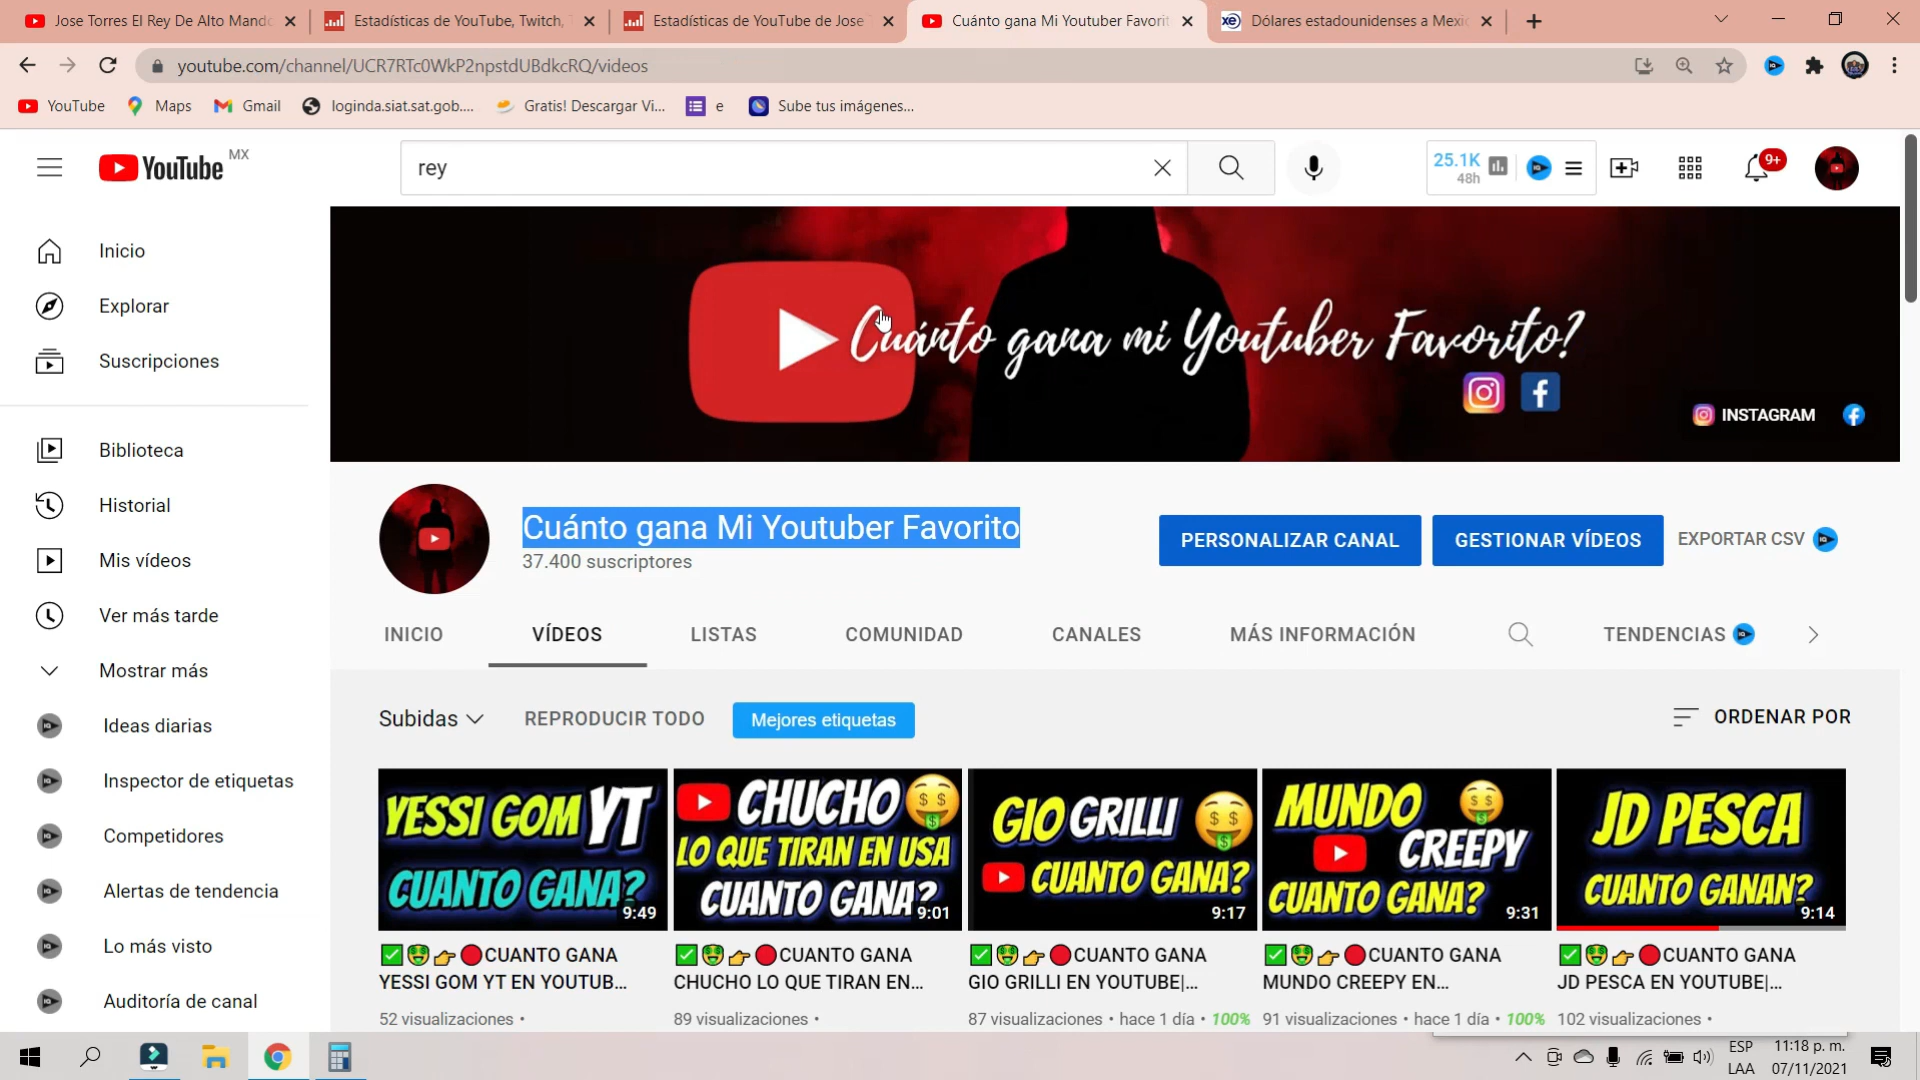 Jose Torres El Rey De Alto Mando
Estadísticas de YouTube, Twitch, T
Estadísticas de YouTube de Jose T
Cuánto gana Mi Youtuber Favorit
Dólares estadounidenses a Mexic
youtube.com/channel/UCR7RTc0WkP2npstdUBdkcRQ/videos
YouTube
Maps
Gmail
loginda.siat.sat.gob....
Gratis! Descargar Vi...
e
Sube tus imágenes...
YouTube MX
rey
25.1K
48h
9+
Inicio
Explorar
Suscripciones
Biblioteca
Historial
Mis vídeos
Ver más tarde
Mostrar más
Ideas diarias
Inspector de etiquetas
Competidores
Alertas de tendencia
Lo más visto
Auditoría de canal
Cuánto gana mi Youtuber Favorito?
INSTAGRAM
Cuánto gana Mi Youtuber Favorito
37.400 suscriptores
PERSONALIZAR CANAL
GESTIONAR VÍDEOS
EXPORTAR CSV
INICIO
VÍDEOS
LISTAS
COMUNIDAD
CANALES
MÁS INFORMACIÓN
TENDENCIAS
Subidas
REPRODUCIR TODO
Mejores etiquetas
ORDENAR POR
YESSI GOM YT
CUANTO GANA?
9:49
✅🤑👉🔴CUANTO GANA
YESSI GOM YT EN YOUTUB...
52 visualizaciones •
CHUCHO
LO QUE TIRAN EN USA
CUANTO GANA?
9:01
✅🤑👉🔴CUANTO GANA
CHUCHO LO QUE TIRAN EN...
89 visualizaciones •
GIO GRILLI
CUANTO GANA?
9:17
✅🤑👉🔴CUANTO GANA
GIO GRILLI EN YOUTUBE|...
87 visualizaciones • hace 1 día • 100%
MUNDO
CREEPY
CUANTO GANA?
9:31
✅🤑👉🔴CUANTO GANA
MUNDO CREEPY EN...
91 visualizaciones • hace 1 día • 100%
JD PESCA
CUANTO GANAN?
9:14
✅🤑👉🔴CUANTO GANA
JD PESCA EN YOUTUBE|...
102 visualizaciones •
ESP
LAA
11:18 p. m.
07/11/2021